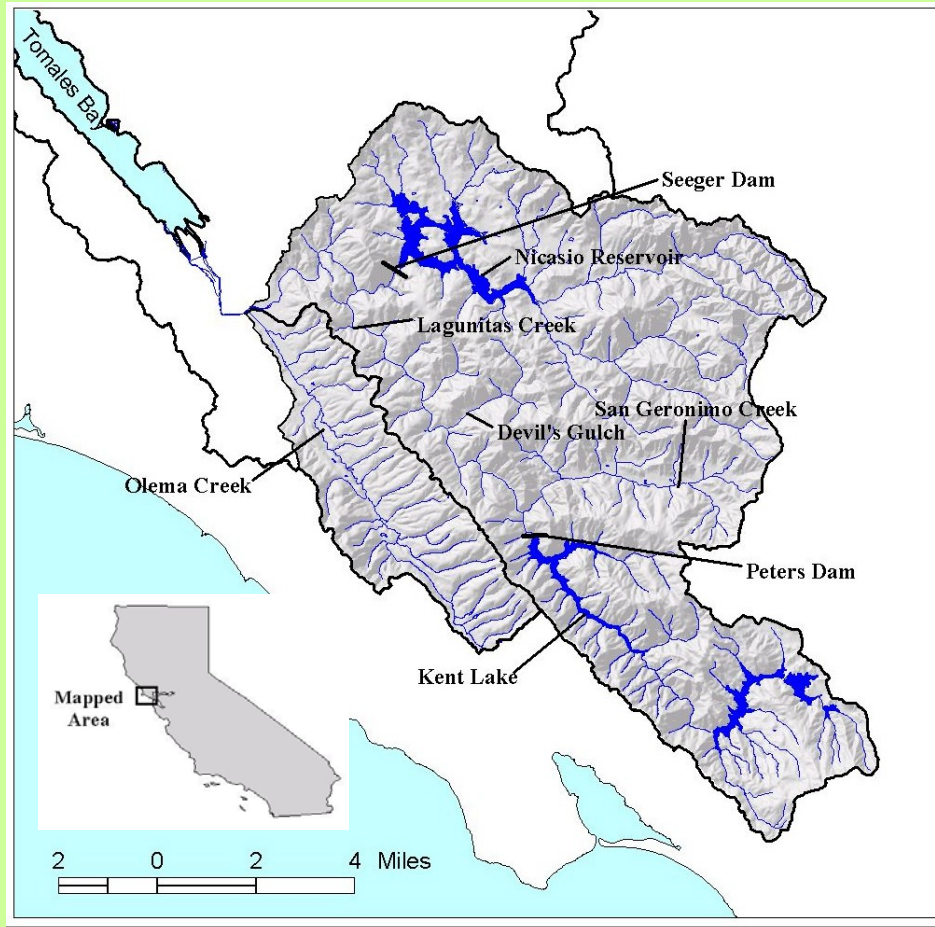 Tomales Bay
Seeger Dam
Nicasio Reservoir
Lagunitas Creek
San Geronimo Creek
Devil's Gulch
Olema Creek
Peters Dam
Kent Lake
Mapped
Area
2 0 2 4 Miles